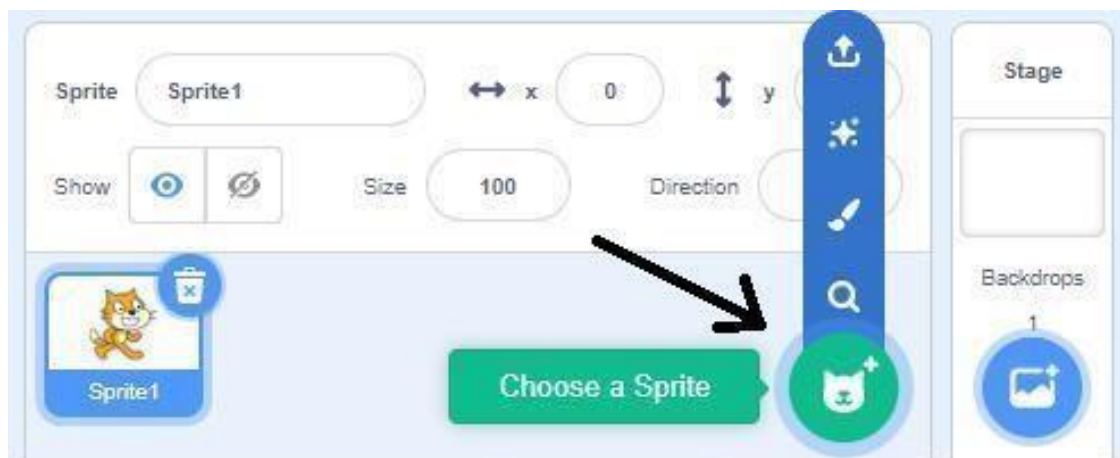 Sprite Sprite1 x 0 y
Stage
Show Size 100 Direction
Backdrops
1
Sprite1
Choose a Sprite